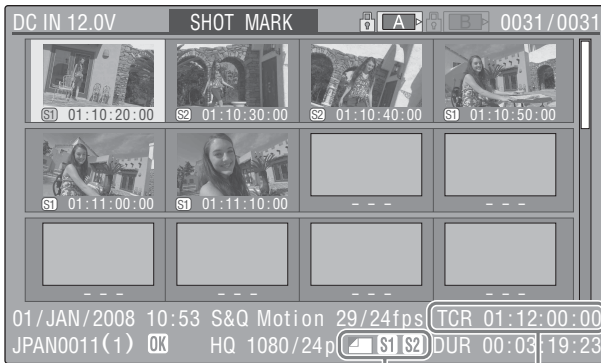 DC IN 12.0V SHOT MARK A B 0031/0031
S1 01:10:20:00 S2 01:10:30:00 S2 01:10:40:00 S1 01:10:50:00
S1 01:11:00:00 S1 01:11:10:00 - - - - - -
- - - - - - - - - - - -
01/JAN/2008 10:53 S&Q Motion 29/24fps TCR 01:12:00:00
JPAN0011(1) OK HQ 1080/24p S1 S2 DUR 00:03:19:23